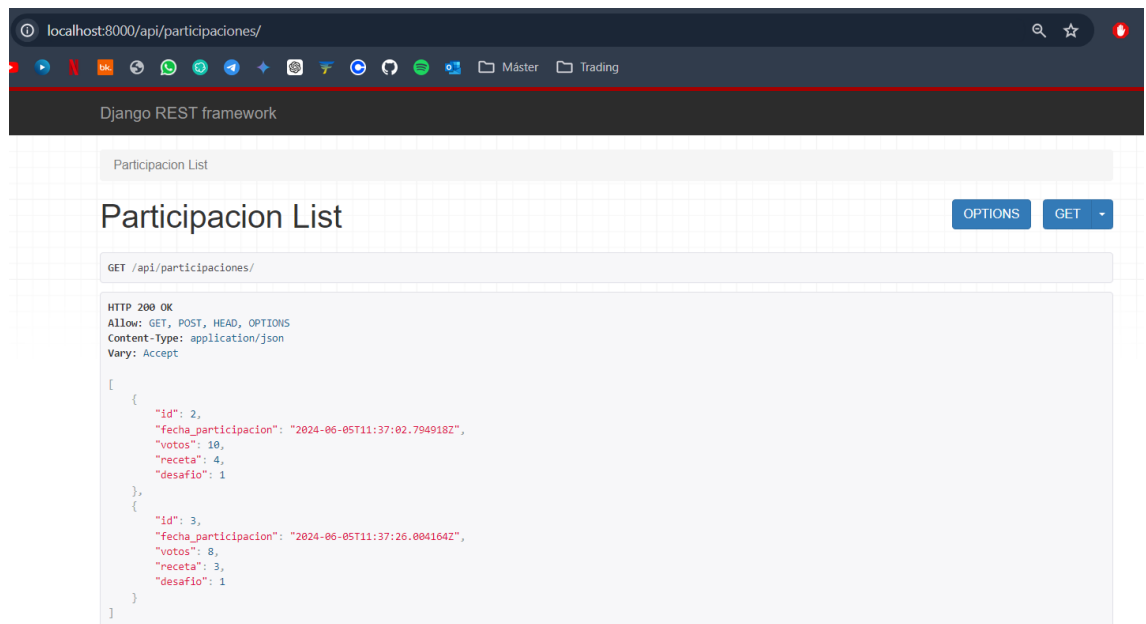 localhost:8000/api/participaciones/
bk. Máster Trading
Django REST framework
Participacion List
Participacion List
OPTIONS GET
GET /api/participaciones/
HTTP 200 OK
Allow: GET, POST, HEAD, OPTIONS
Content-Type: application/json
Vary: Accept
[
{
"id": 2,
"fecha_participacion": "2024-06-05T11:37:02.794918Z",
"votos": 10,
"receta": 4,
"desafio": 1
},
{
"id": 3,
"fecha_participacion": "2024-06-05T11:37:26.004164Z",
"votos": 8,
"receta": 3,
"desafio": 1
}
]